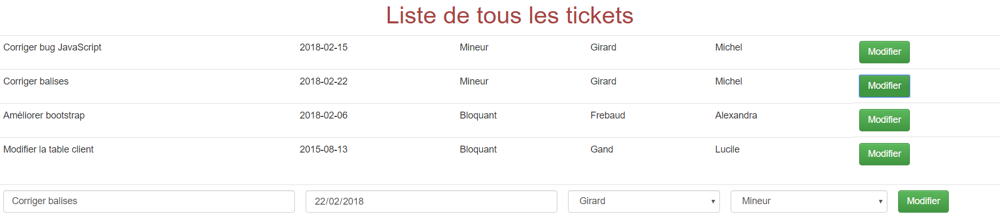 Liste de tous les tickets
Corriger bug JavaScript 2018-02-15 Mineur Girard Michel Modifier
Corriger balises 2018-02-22 Mineur Girard Michel Modifier
Améliorer bootstrap 2018-02-06 Bloquant Frebaud Alexandra Modifier
Modifier la table client 2015-08-13 Bloquant Gand Lucile Modifier
Corriger balises 22/02/2018 Girard Mineur Modifier